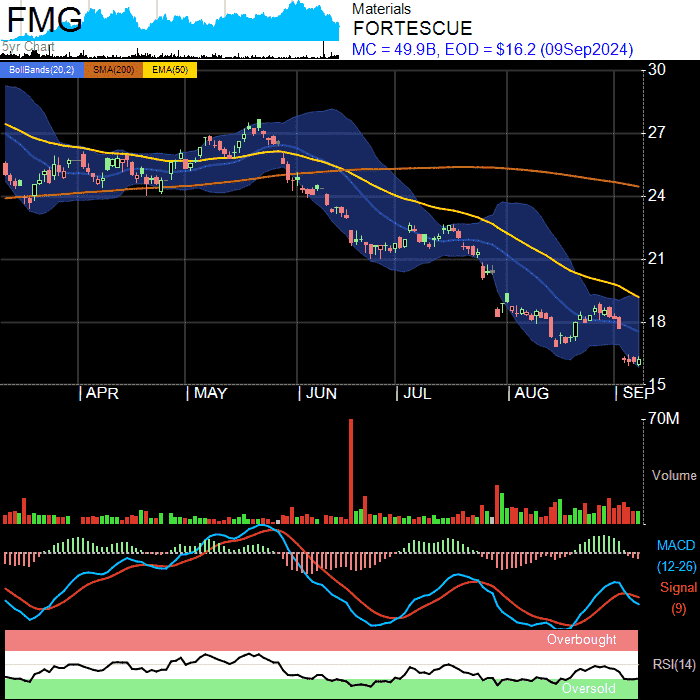 FMG
5yr Chart
Materials
FORTESCUE
MC = 49.9B, EOD = $16.2 (09Sep2024)
BollBands(20,2) SMA(200) EMA(50)
30
27
24
21
18
15
| APR | MAY | JUN | JUL | AUG | SEP
70M
Volume
MACD
(12-26)
Signal
(9)
Overbought
RSI(14)
Oversold